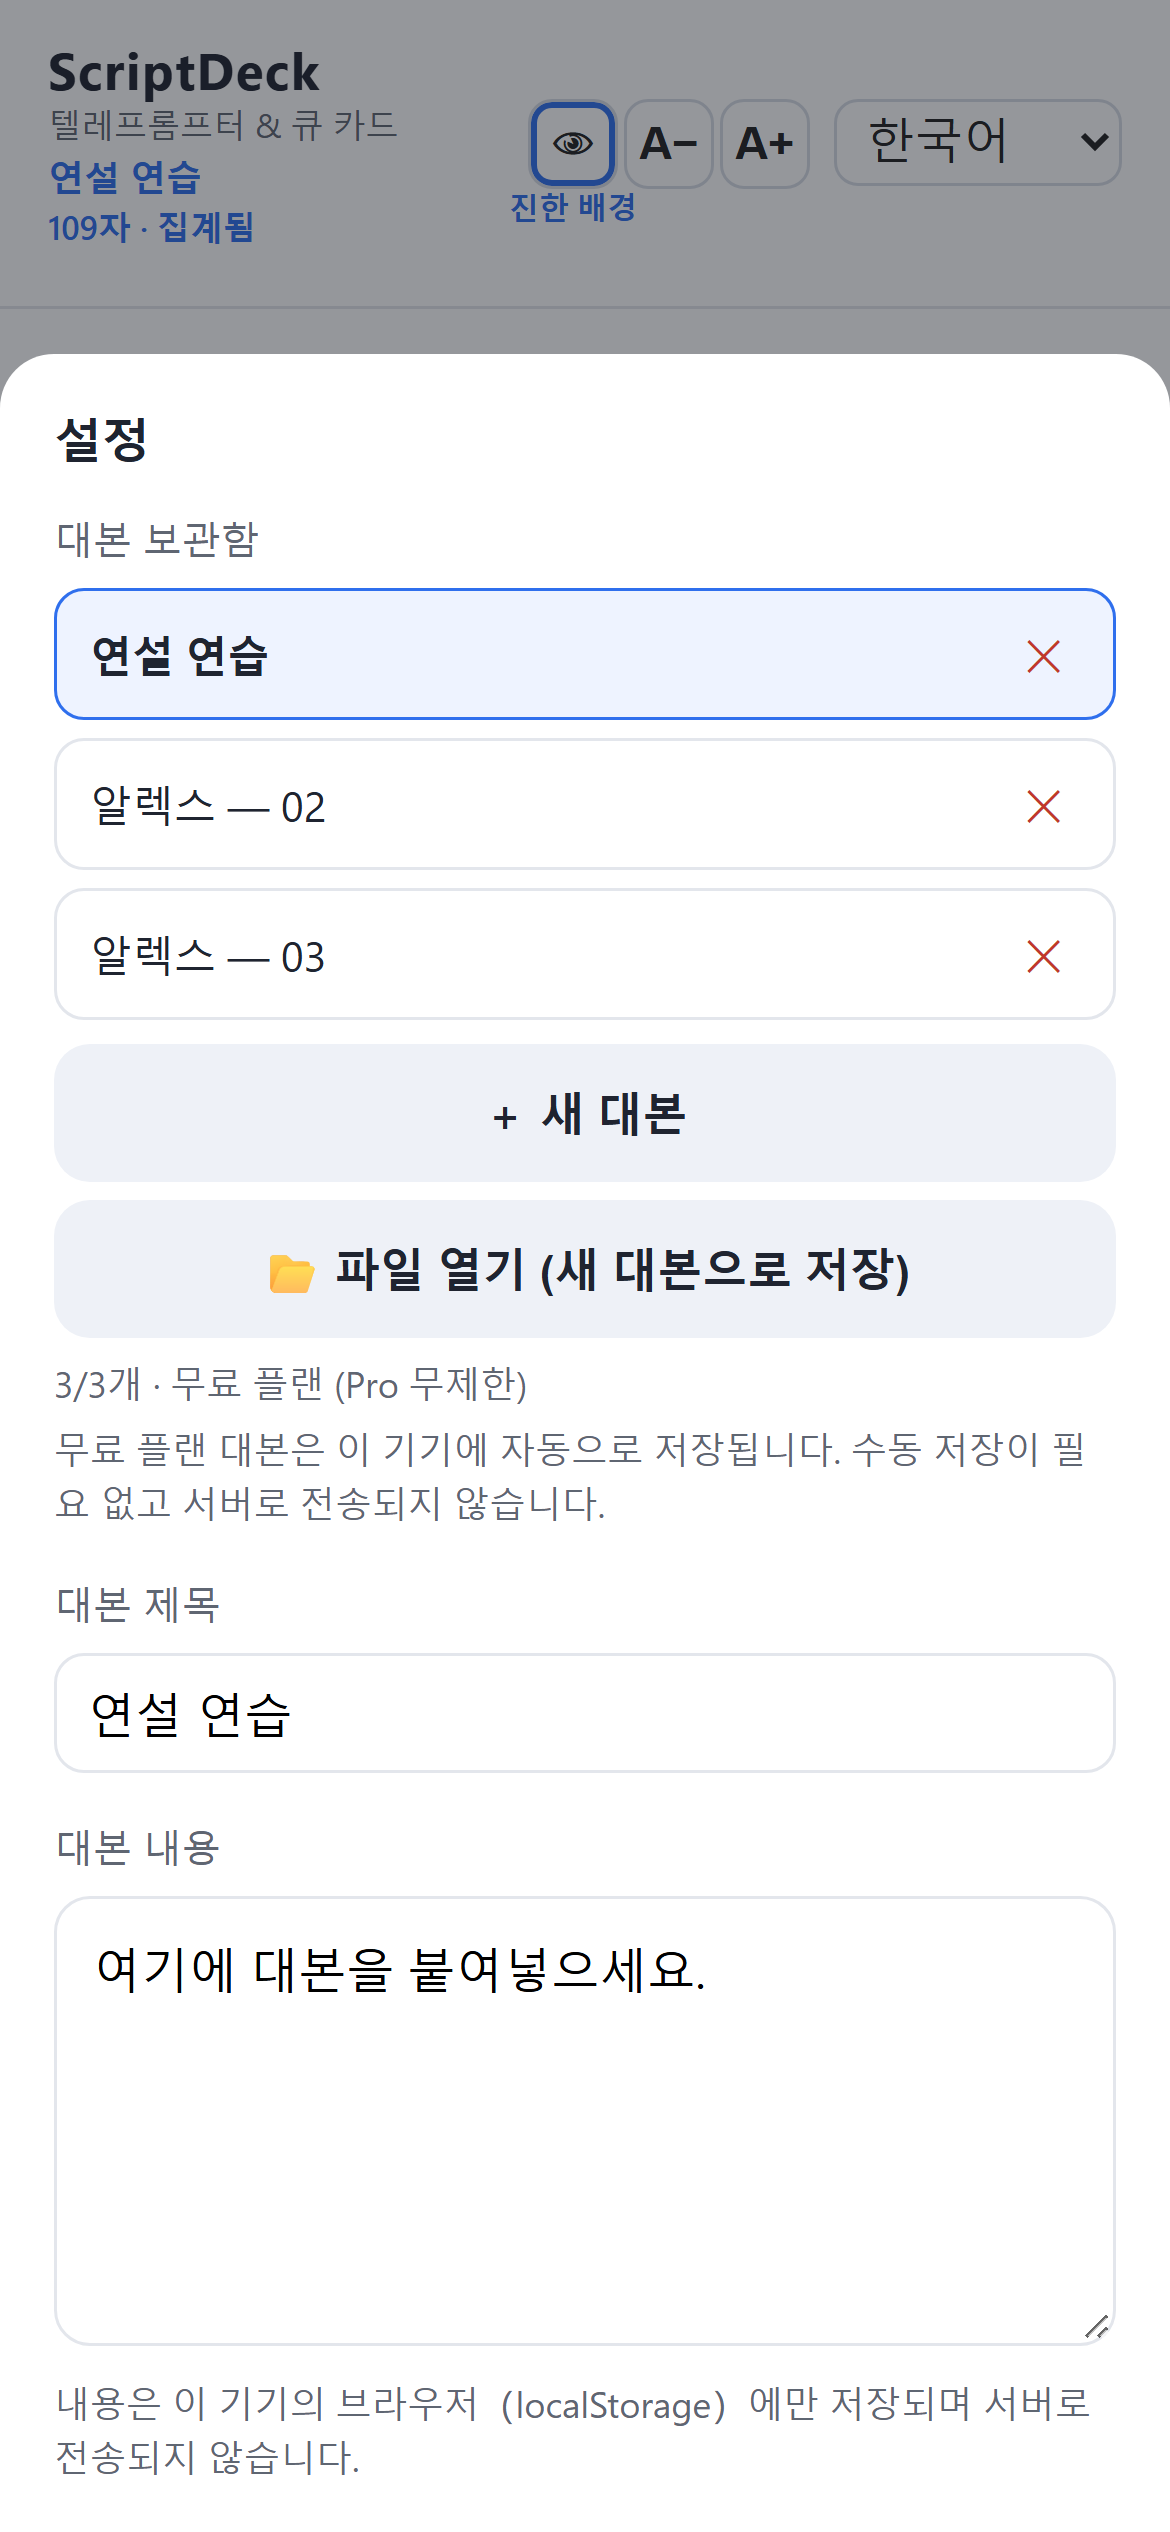 ScriptDeck
텔레프롬프터 & 큐 카드
연설 연습
109자 · 집계됨
진한 배경
A−
A+
한국어
설정
대본 보관함
연설 연습
알렉스 — 02
알렉스 — 03
+ 새 대본
파일 열기 (새 대본으로 저장)
3/3개 · 무료 플랜 (Pro 무제한)
무료 플랜 대본은 이 기기에 자동으로 저장됩니다. 수동 저장이 필
요 없고 서버로 전송되지 않습니다.
대본 제목
연설 연습
대본 내용
여기에 대본을 붙여넣으세요.
내용은 이 기기의 브라우저（localStorage）에만 저장되며 서버로
전송되지 않습니다.